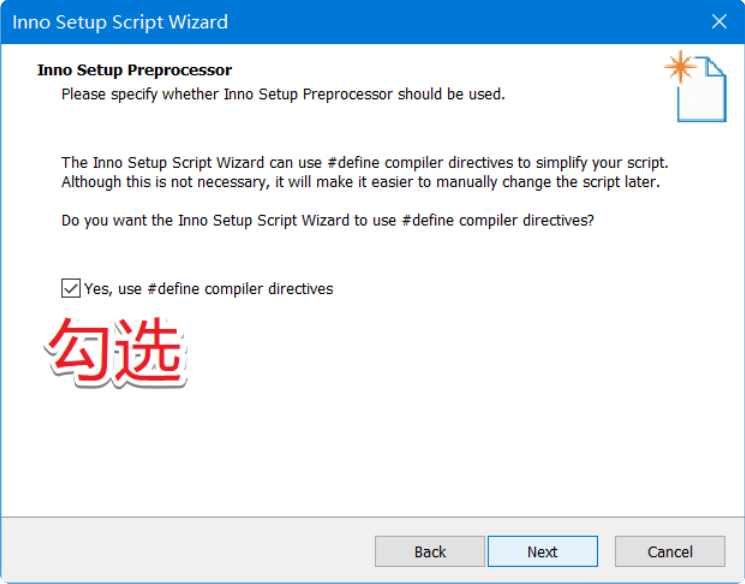 Inno Setup Script Wizard
Inno Setup Preprocessor
Please specify whether Inno Setup Preprocessor should be used.
The Inno Setup Script Wizard can use #define compiler directives to simplify your script.
Although this is not necessary, it will make it easier to manually change the script later.
Do you want the Inno Setup Script Wizard to use #define compiler directives?
Yes, use #define compiler directives
勾选
Back Next Cancel